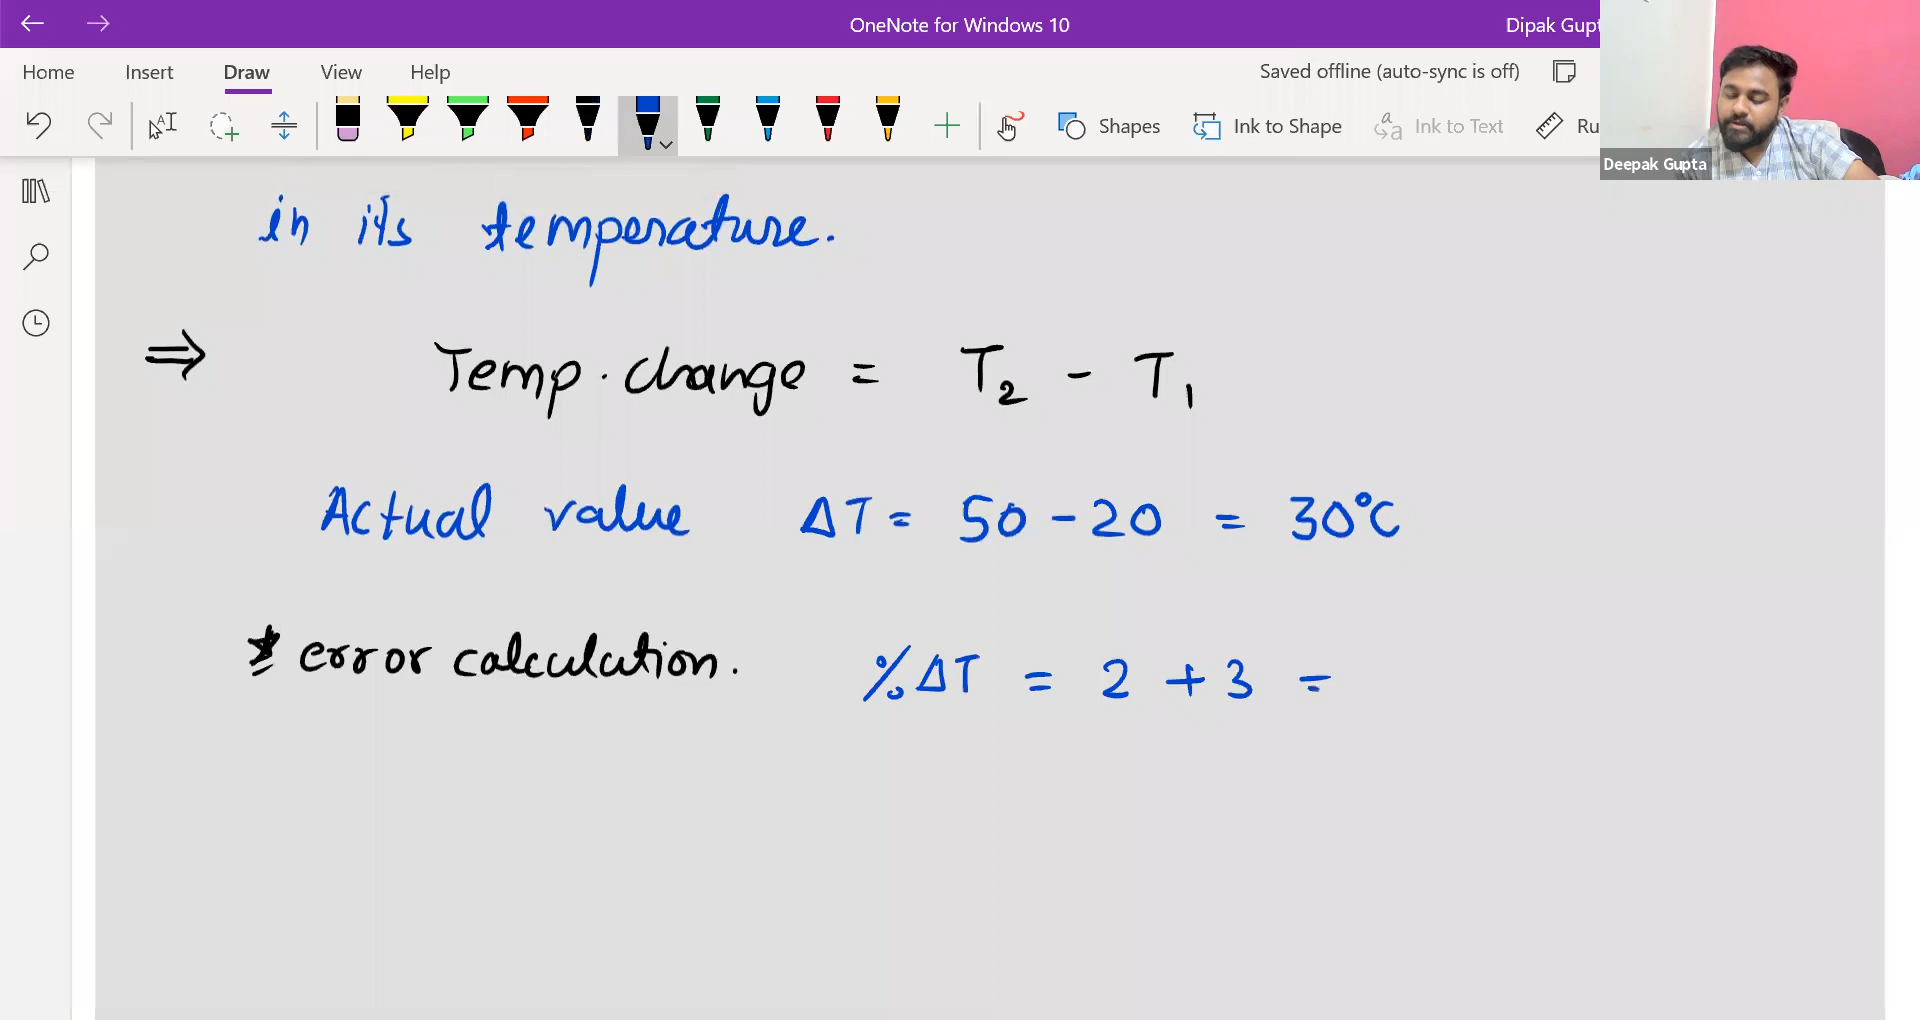 OneNote for Windows 10
Dipak Gupt
Home Insert Draw View Help
Saved offline (auto-sync is off)
Shapes Ink to Shape Ink to Text Ru
Deepak Gupta
in its temperature.
⇒ Temp. change = T₂ - T₁
Actual value ΔT = 50 - 20 = 30°C
* error calculation. %ΔT = 2 + 3 =